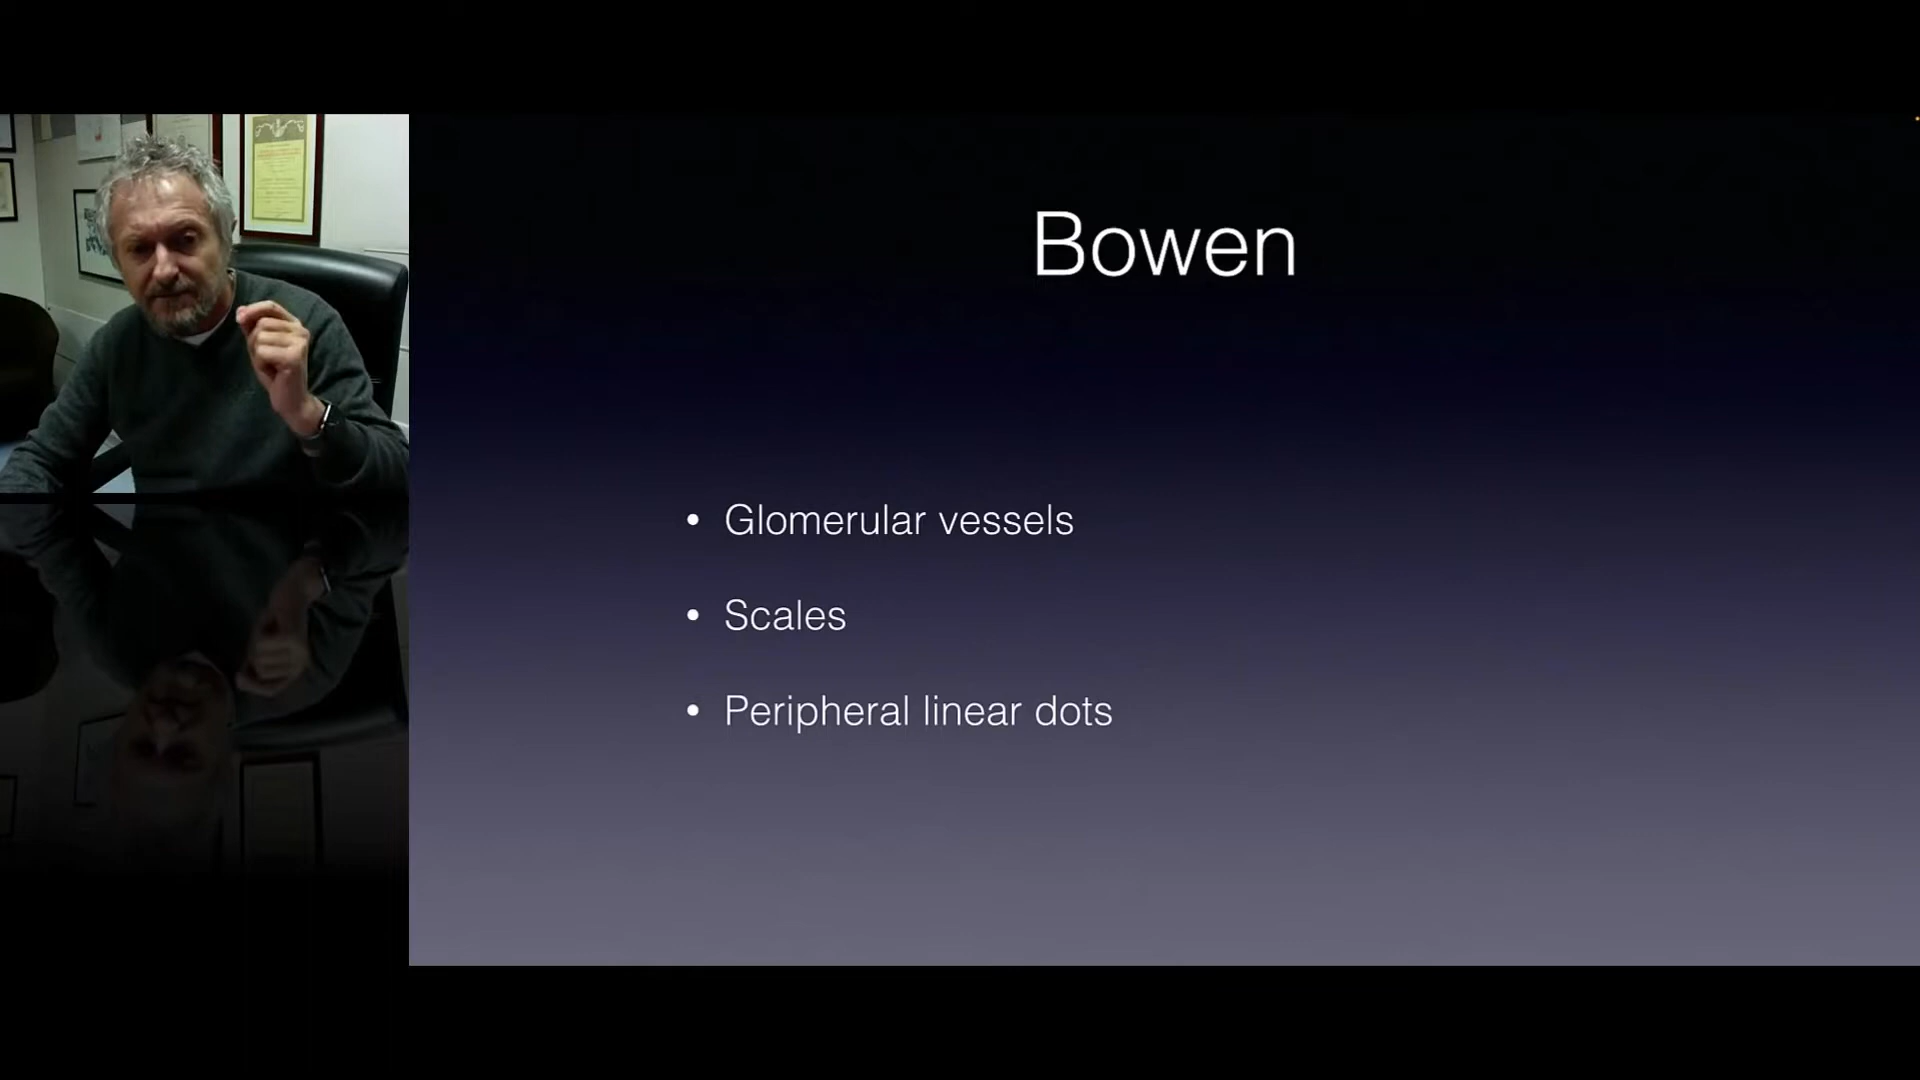 Bowen
• Glomerular vessels
• Scales
• Peripheral linear dots